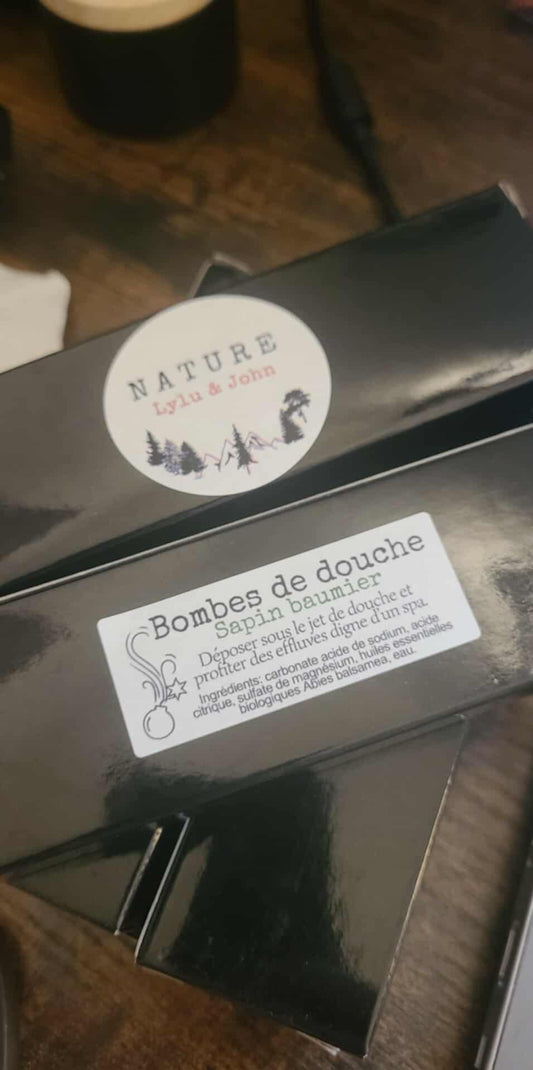 NATURE
Lylu & John
Bombes de douche
Sapin baumier
Déposer sous le jet de douche et
profiter des effluves digne d'un spa.
Ingrédients: carbonate acide de sodium, acide
citrique, sulfate de magnésium, huiles essentielles
biologiques Abies balsamea, eau.